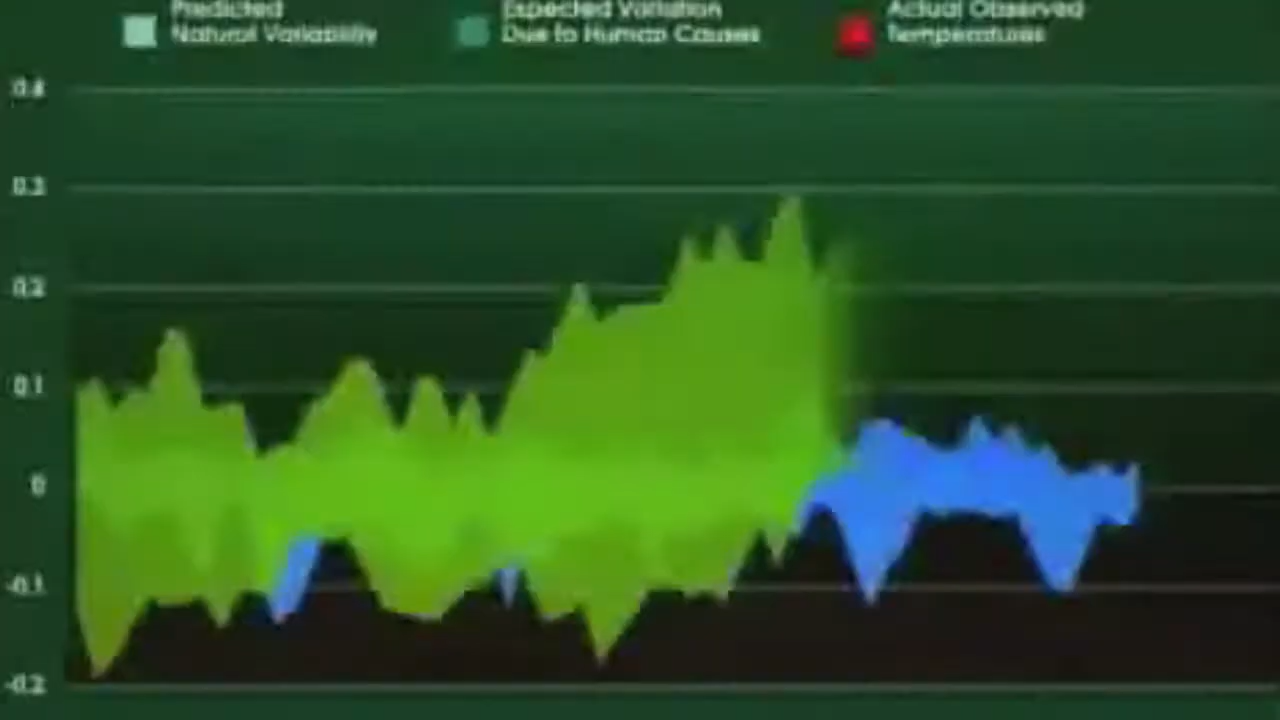 Predicted
Natural Variability
Expected Variation
Due to Human Causes
Actual Observed
Temperatures
0.4
0.3
0.2
0.1
0
-0.1
-0.2